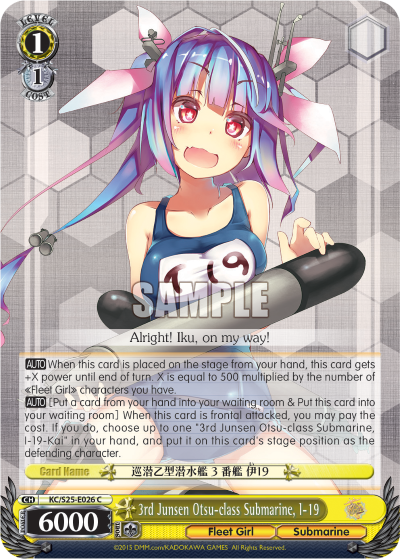 LEVEL
1
1
COST
イ19
SAMPLE
Alright! Iku, on my way!
AUTO When this card is placed on the stage from your hand, this card gets
+X power until end of turn. X is equal to 500 multiplied by the number of
«Fleet Girl» characters you have.
AUTO [Put a card from your hand into your waiting room & Put this card into
your waiting room] When this card is frontal attacked, you may pay the
cost. If you do, choose up to one "3rd Junsen Otsu-class Submarine,
I-19-Kai" in your hand, and put it on this card's stage position as the
defending character.
Card Name 巡潜乙型潜水艦 3 番艦 伊19
CH KC/S25-E026 C 3rd Junsen Otsu-class Submarine, I-19
POWER 6000 SOUL Fleet Girl Submarine
©2015 DMM.com/KADOKAWA GAMES All Rights Reserved.